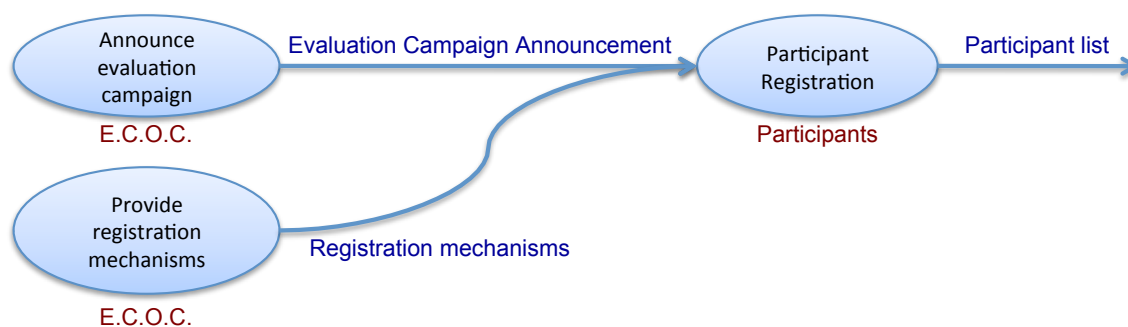 Announce
evaluation
campaign
E.C.O.C.
Evaluation Campaign Announcement
Participant
Registration
Participants
Participant list
Provide
registration
mechanisms
E.C.O.C.
Registration mechanisms